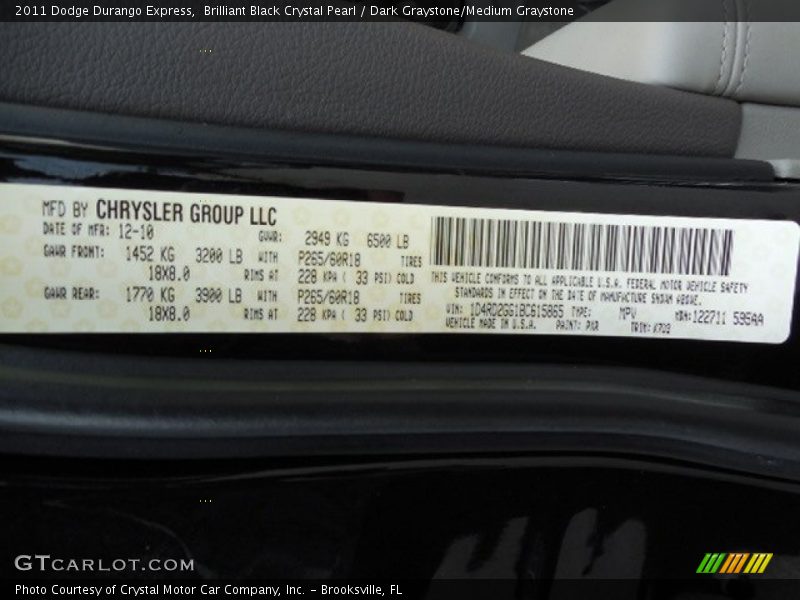 2011 Dodge Durango Express,  Brilliant Black Crystal Pearl / Dark Graystone/Medium Graystone
MFD BY CHRYSLER GROUP LLC
DATE OF MFR: 12-10 GVWR: 2949 KG 6500 LB
GAWR FRONT: 1452 KG 3200 LB WITH P265/60R18 TIRES
18X8.0 RIMS AT 228 KPA ( 33 PSI) COLD
GAWR REAR: 1770 KG 3900 LB WITH P265/60R18 TIRES
18X8.0 RIMS AT 228 KPA ( 33 PSI) COLD
THIS VEHICLE CONFORMS TO ALL APPLICABLE U.S.A. FEDERAL MOTOR VEHICLE SAFETY
STANDARDS IN EFFECT ON THE DATE OF MANUFACTURE SHOWN ABOVE.
VIN: 1D4RD2GG1BC615865 TYPE: MPV MDH: 122711 595AA
VEHICLE MADE IN U.S.A. PAINT: PXR TRIM:
GTCARLOT.COM
Photo Courtesy of Crystal Motor Car Company, Inc. - Brooksville, FL